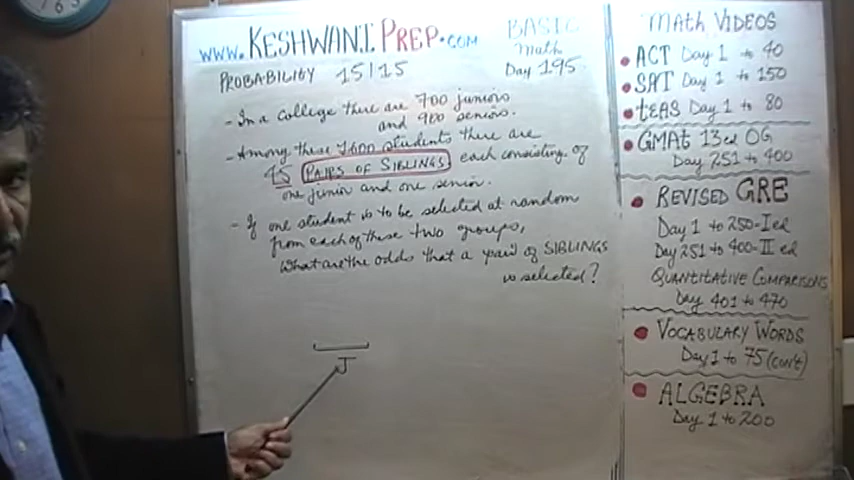 www.KESHWANIPREP.COM
PROBABILITY 15/15
BASIC
Math
Day 195
- In a college there are 700 juniors
and 900 seniors.
- Among these 1600 students there are
45 PAIRS OF SIBLINGS each consisting of
one junior and one senior.
- If one student is to be selected at random
from each of these two groups,
What are the odds that a pair of SIBLINGS
is selected?
J
Math VIDEOS
ACT Day 1 to 40
SAT Day 1 to 150
tEAS Day 1 to 80
GMAt 13 ed OG
Day 251 to 400
REVISED GRE
Day 1 to 250-I ed
Day 251 to 400-II ed
QUANTITATIVE COMPARISONS
Day 401 to 470
VOCABULARY WORDS
Day 1 to 75 (con't)
ALGEBRA
Day 1 to 200